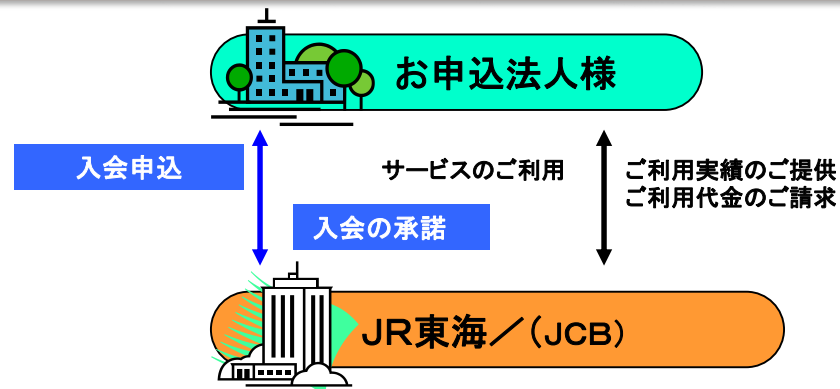 お申込法人様
入会申込
サービスのご利用
ご利用実績のご提供
ご利用代金のご請求
入会の承諾
JR東海／(JCB)